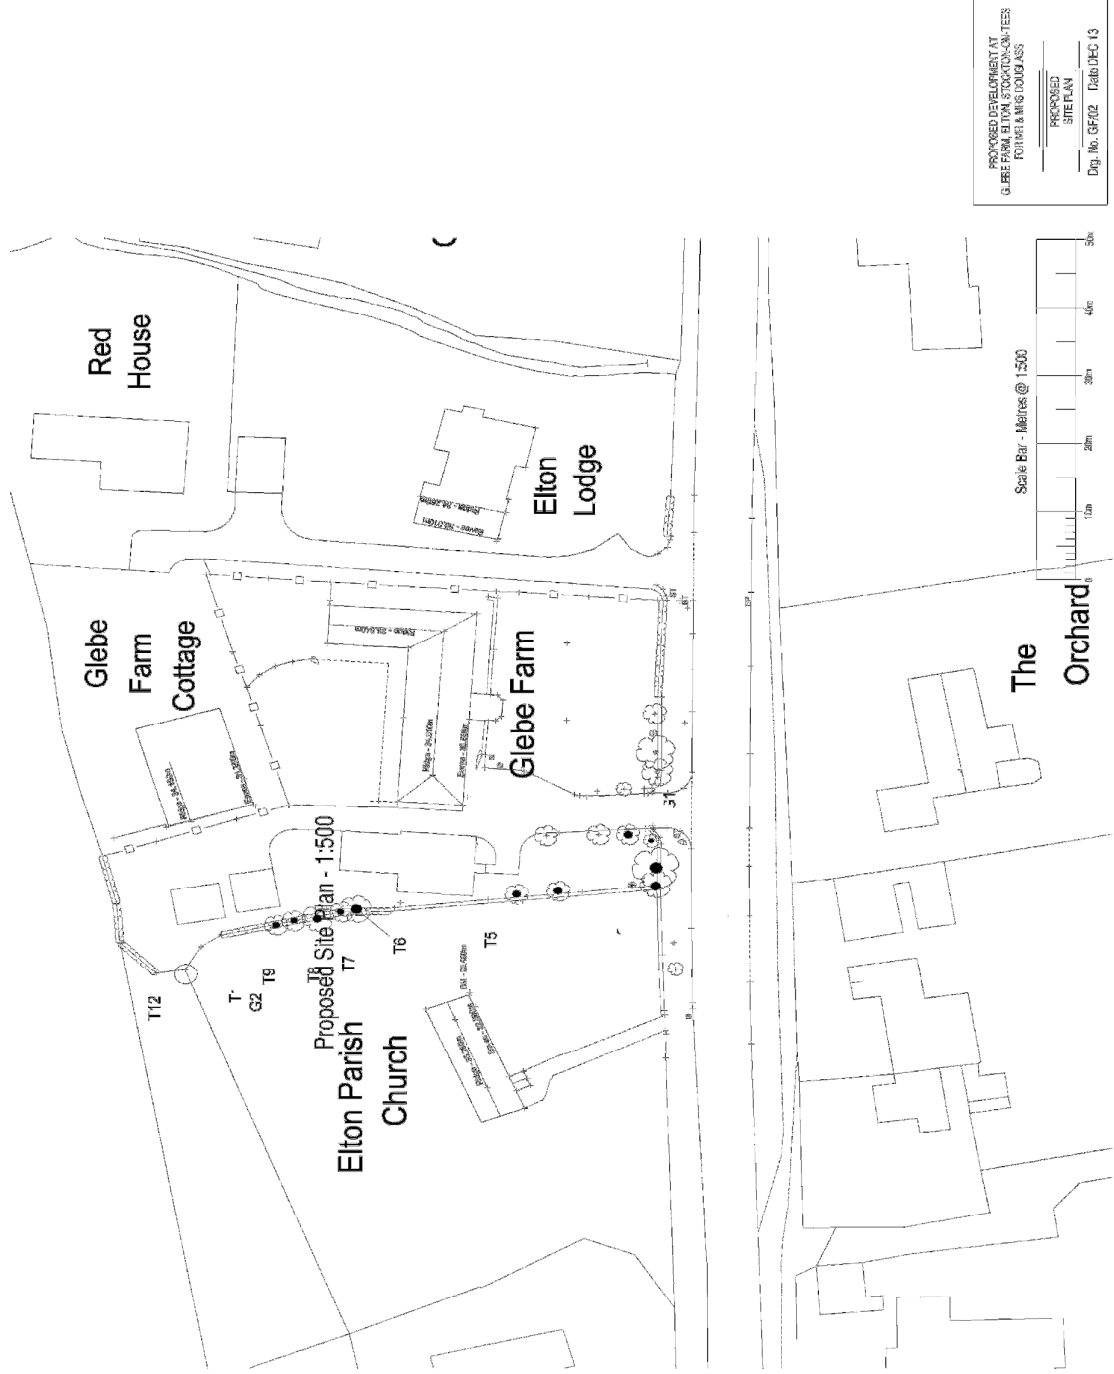 PROPOSED DEVELOPMENT AT
GLEBE FARM, ELTON, STOCKTON-ON-TEES
FOR MR & MRS DOUGLASS
PROPOSED
SITE PLAN
Drg. No. GF/02 Date DEC 13
Red
House
Elton
Lodge
Glebe
Farm
Cottage
Glebe Farm
The
Orchard
Elton Parish
Church
Proposed Site Plan - 1:500
Scale Bar - Metres @ 1:500
0
10m
20m
30m
40m
50m
T12
G2
T9
T8
T7
T6
T5